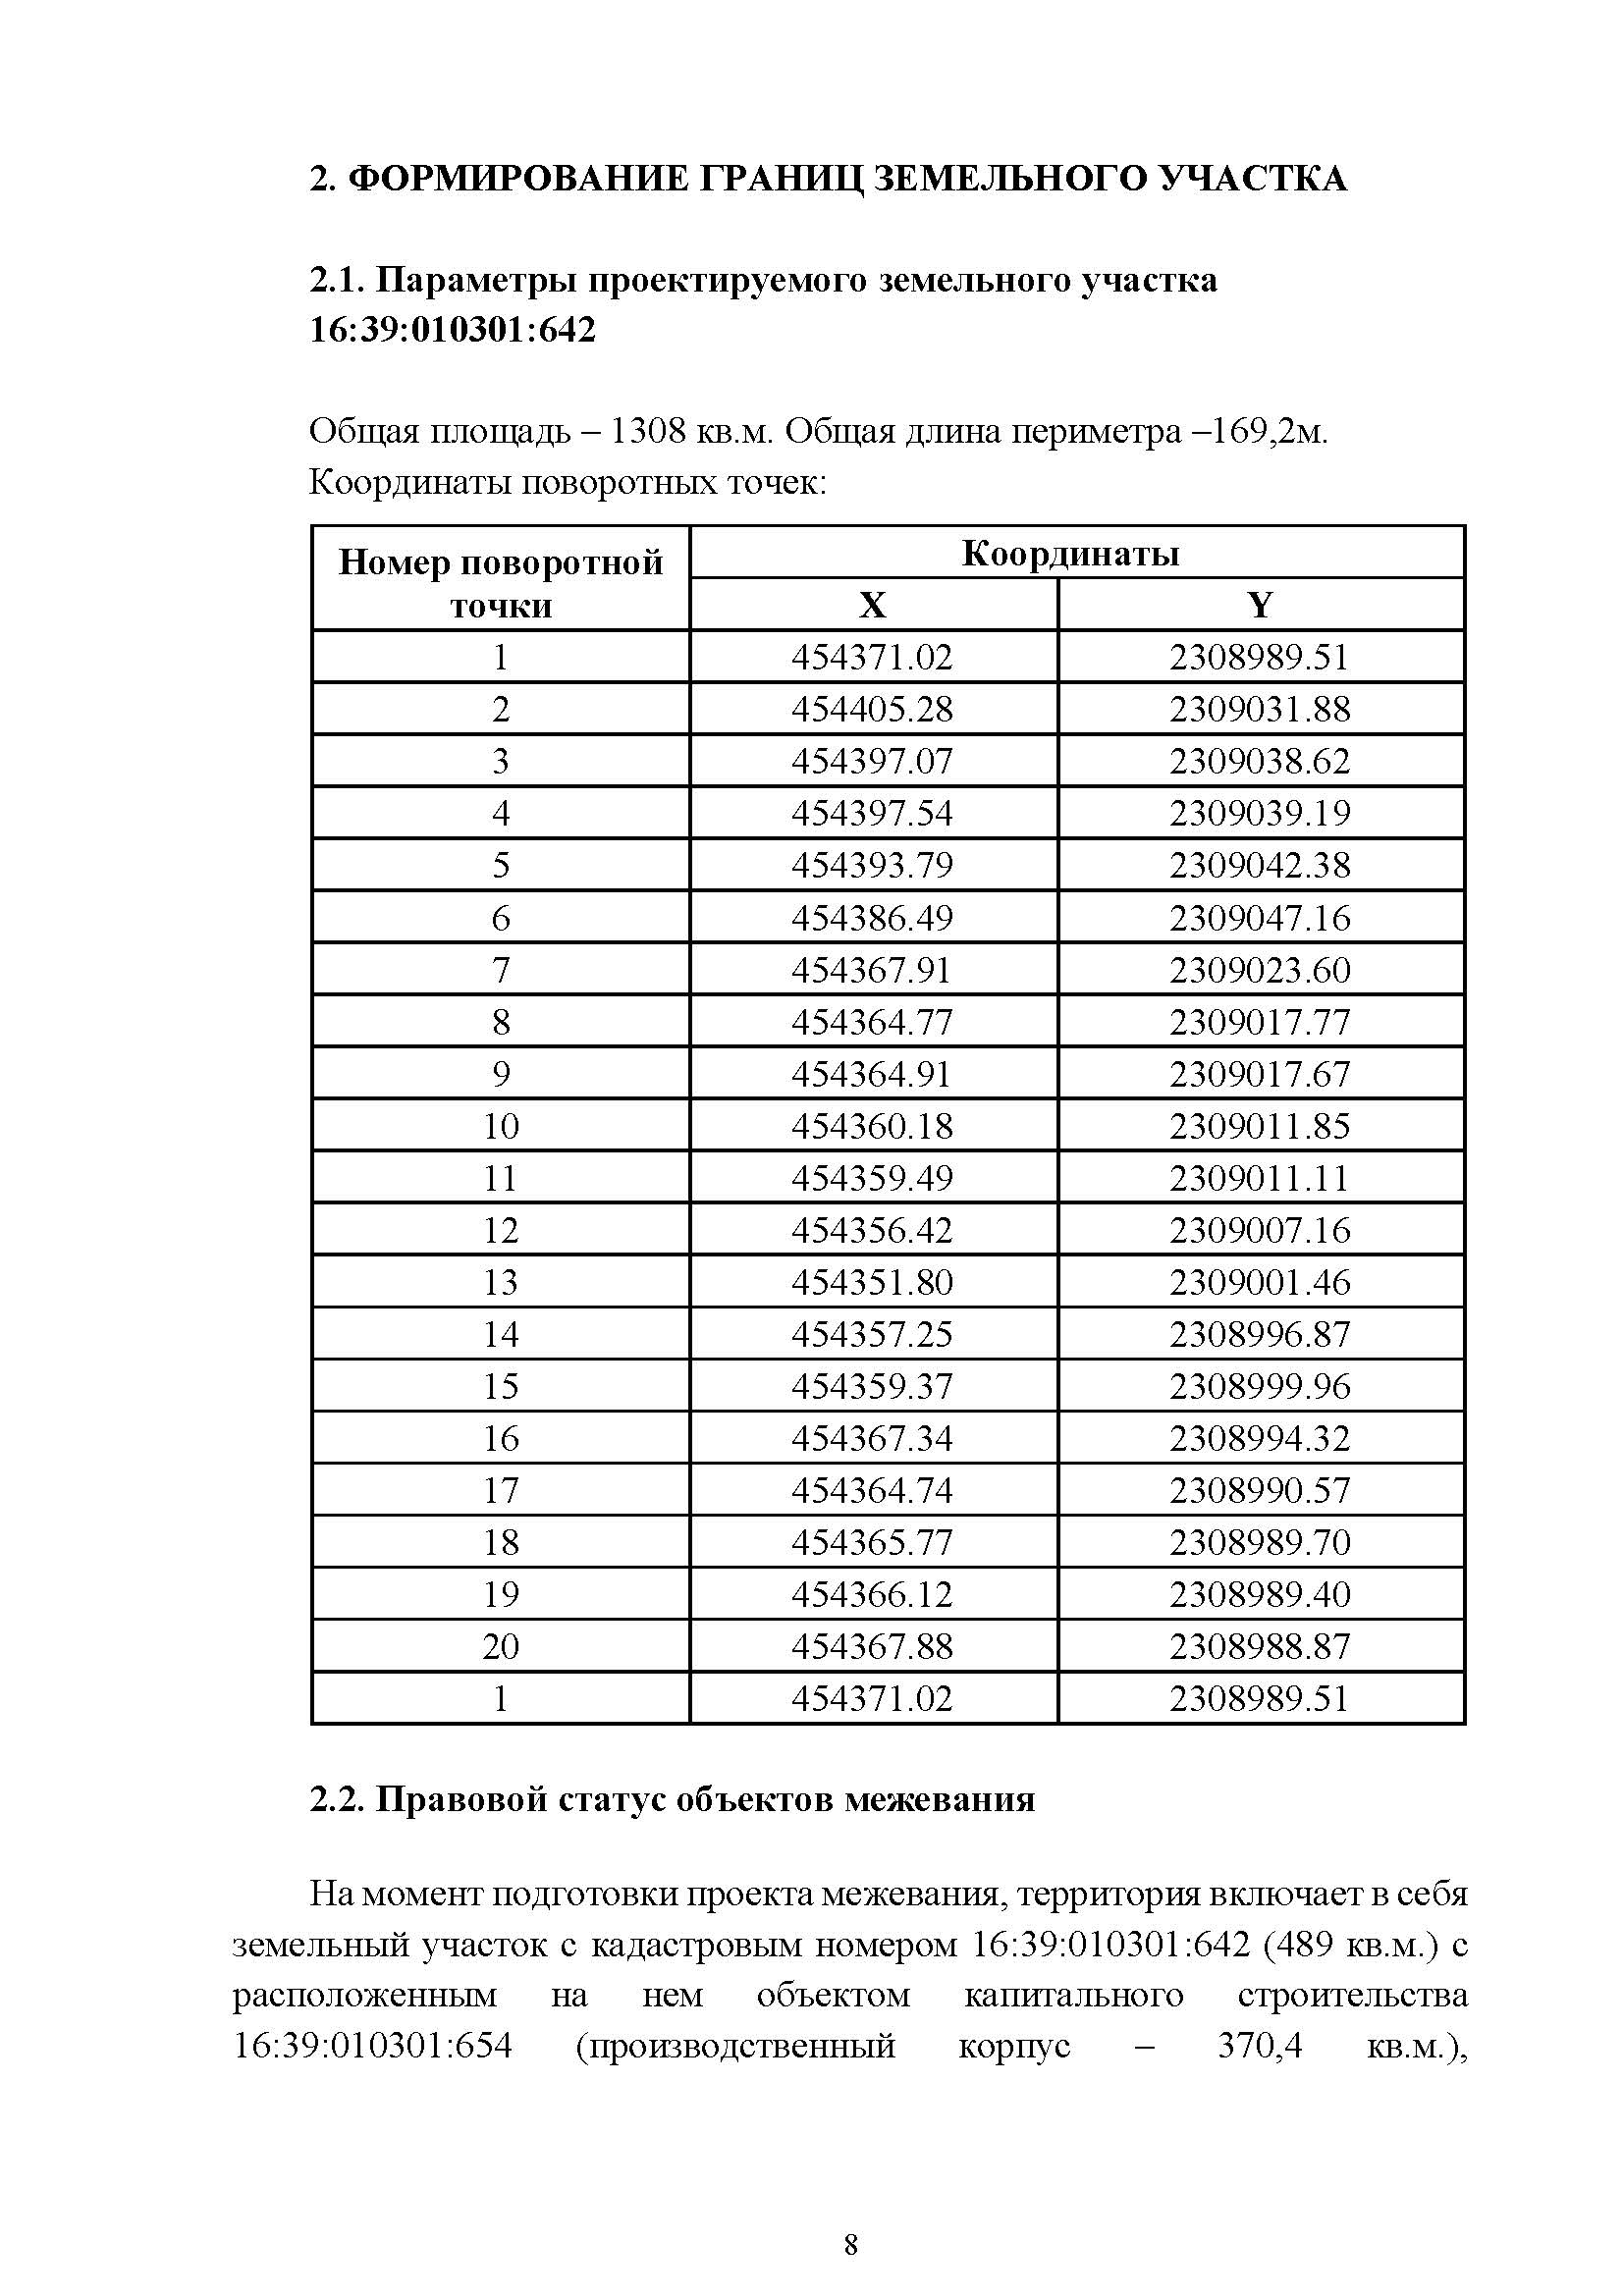 2. ФОРМИРОВАНИЕ ГРАНИЦ ЗЕМЕЛЬНОГО УЧАСТКА
2.1. Параметры проектируемого земельного участка
16:39:010301:642
Общая площадь – 1308 кв.м. Общая длина периметра –169,2м.
Координаты поворотных точек:
Номер поворотной точки Координаты
X Y
1 454371.02 2308989.51
2 454405.28 2309031.88
3 454397.07 2309038.62
4 454397.54 2309039.19
5 454393.79 2309042.38
6 454386.49 2309047.16
7 454367.91 2309023.60
8 454364.77 2309017.77
9 454364.91 2309017.67
10 454360.18 2309011.85
11 454359.49 2309011.11
12 454356.42 2309007.16
13 454351.80 2309001.46
14 454357.25 2308996.87
15 454359.37 2308999.96
16 454367.34 2308994.32
17 454364.74 2308990.57
18 454365.77 2308989.70
19 454366.12 2308989.40
20 454367.88 2308988.87
1 454371.02 2308989.51
2.2. Правовой статус объектов межевания
На момент подготовки проекта межевания, территория включает в себя
земельный участок с кадастровым номером 16:39:010301:642 (489 кв.м.) с
расположенным на нем объектом капитального строительства
16:39:010301:654 (производственный корпус – 370,4 кв.м.),
8